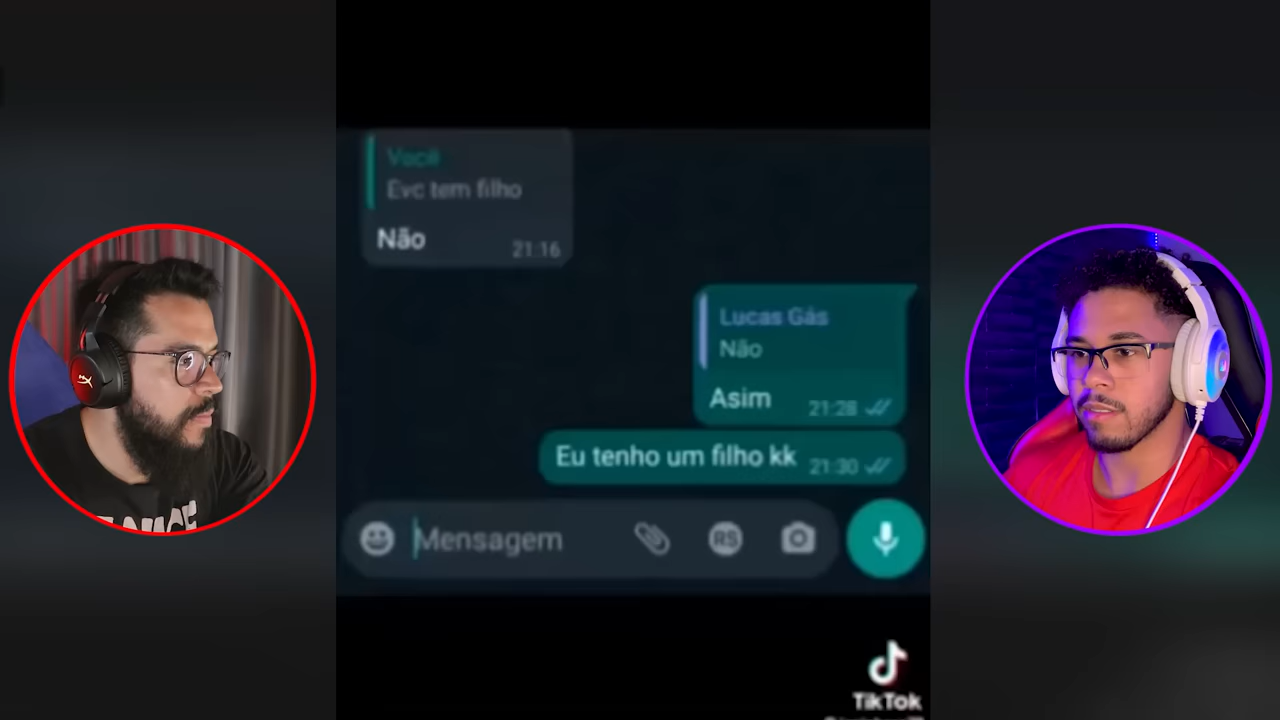 Você
Evc tem filho
Não
21:16
Lucas Gás
Não
Asim
21:28
Eu tenho um filho kk
21:30
Mensagem
R$
TikTok